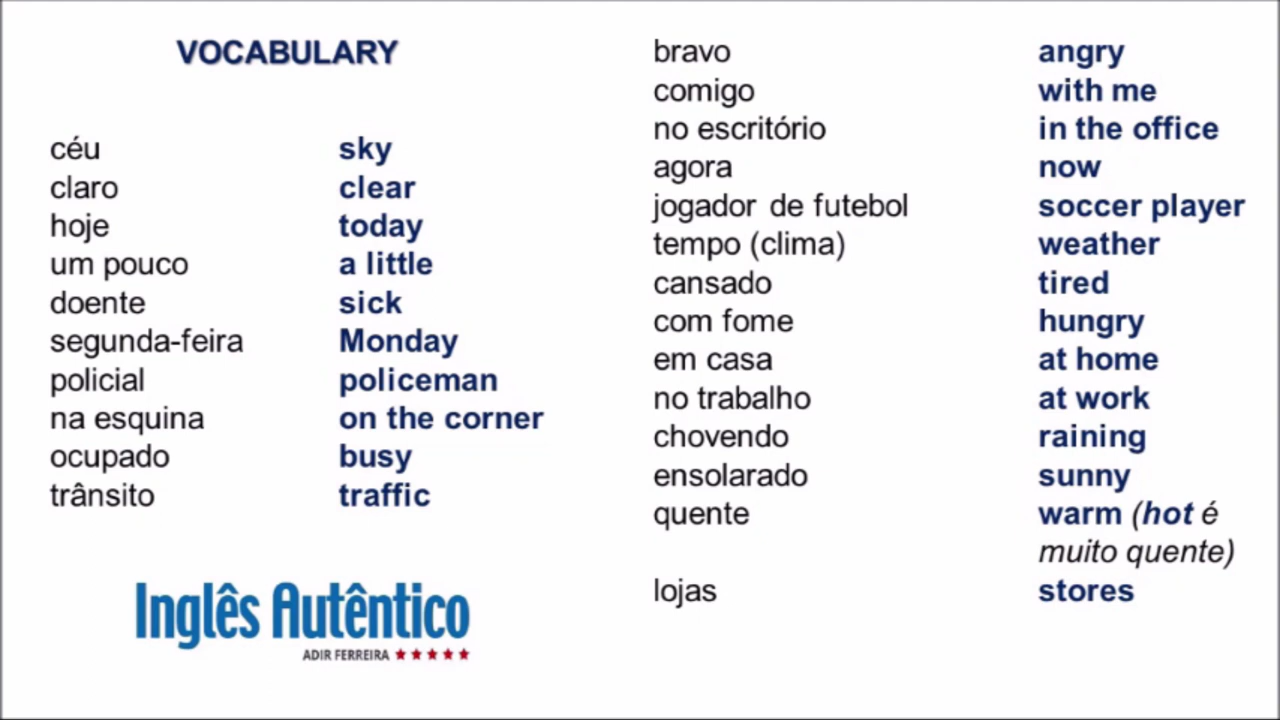 VOCABULARY
céu sky
claro clear
hoje today
um pouco a little
doente sick
segunda-feira Monday
policial policeman
na esquina on the corner
ocupado busy
trânsito traffic
Inglês Autêntico
ADIR FERREIRA
bravo angry
comigo with me
no escritório in the office
agora now
jogador de futebol soccer player
tempo (clima) weather
cansado tired
com fome hungry
em casa at home
no trabalho at work
chovendo raining
ensolarado sunny
quente warm (hot é
muito quente)
lojas stores